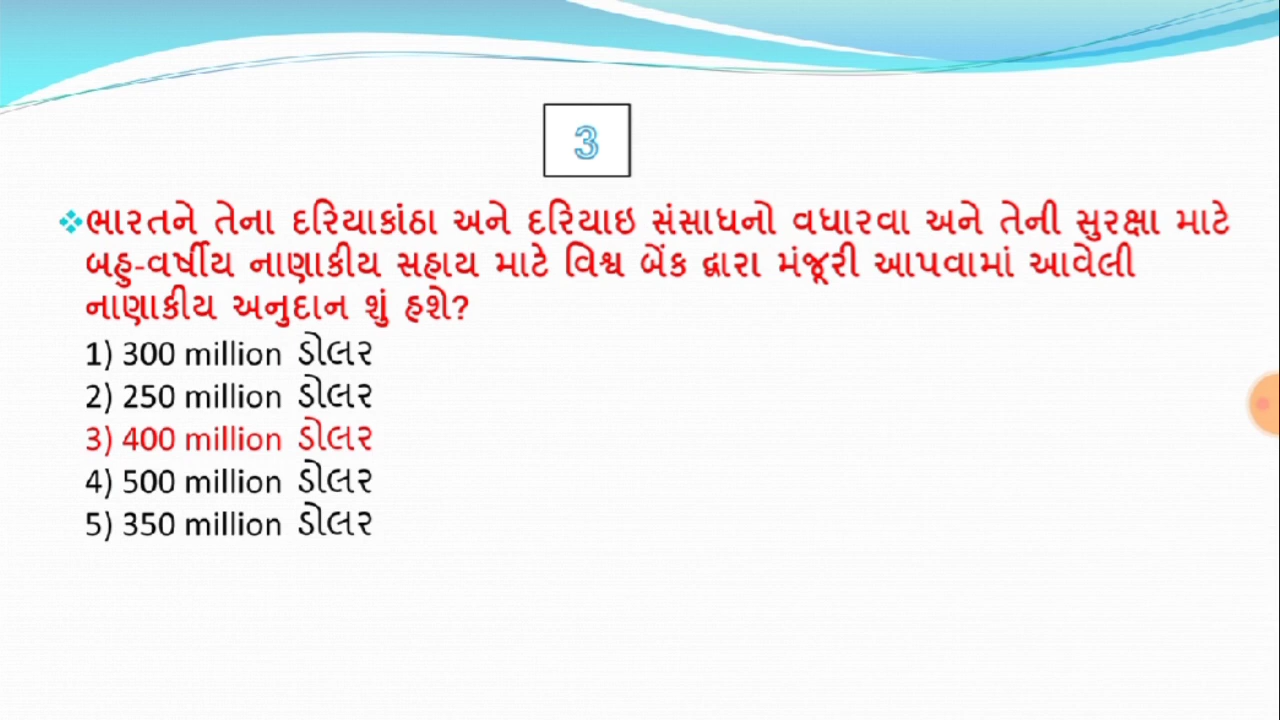 3
ભારતને તેના દરિયાકાંઠા અને દરિયાઇ સંસાધનો વધારવા અને તેની સુરક્ષા માટે
બહુ-વર્ષીય નાણાકીય સહાય માટે વિશ્વ બેંક દ્વારા મંજૂરી આપવામાં આવેલી
નાણાકીય અનુદાન શું હશે?
1) 300 million ડોલર
2) 250 million ડોલર
3) 400 million ડોલર
4) 500 million ડોલર
5) 350 million ડોલર